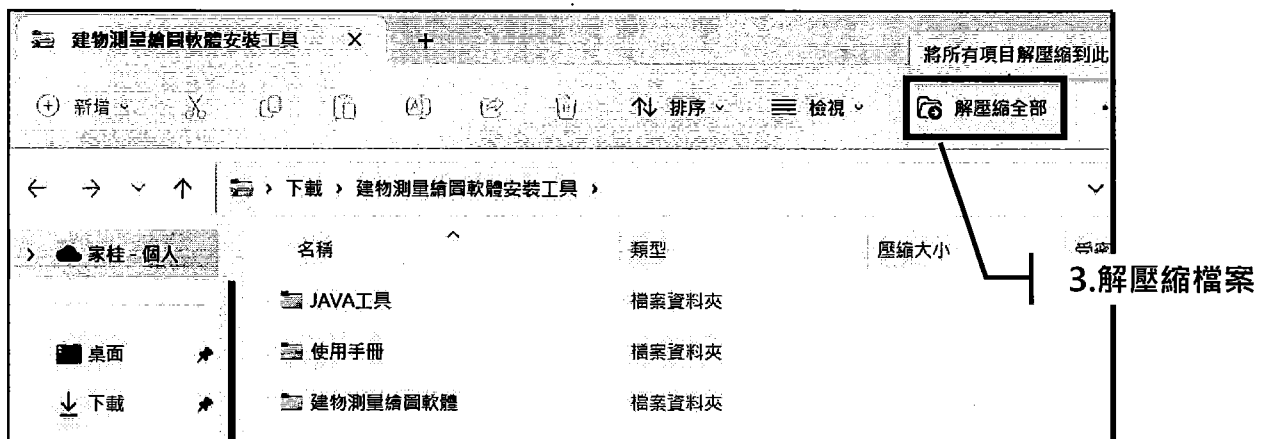 建物測量繪圖軟體安裝工具 × +
將所有項目解壓縮到此
新增 排序 檢視 解壓縮全部
下載 › 建物測量繪圖軟體安裝工具 ›
家桂 - 個人
名稱 類型 壓縮大小
3.解壓縮檔案
JAVA工具 檔案資料夾
桌面
使用手冊 檔案資料夾
下載
建物測量繪圖軟體 檔案資料夾